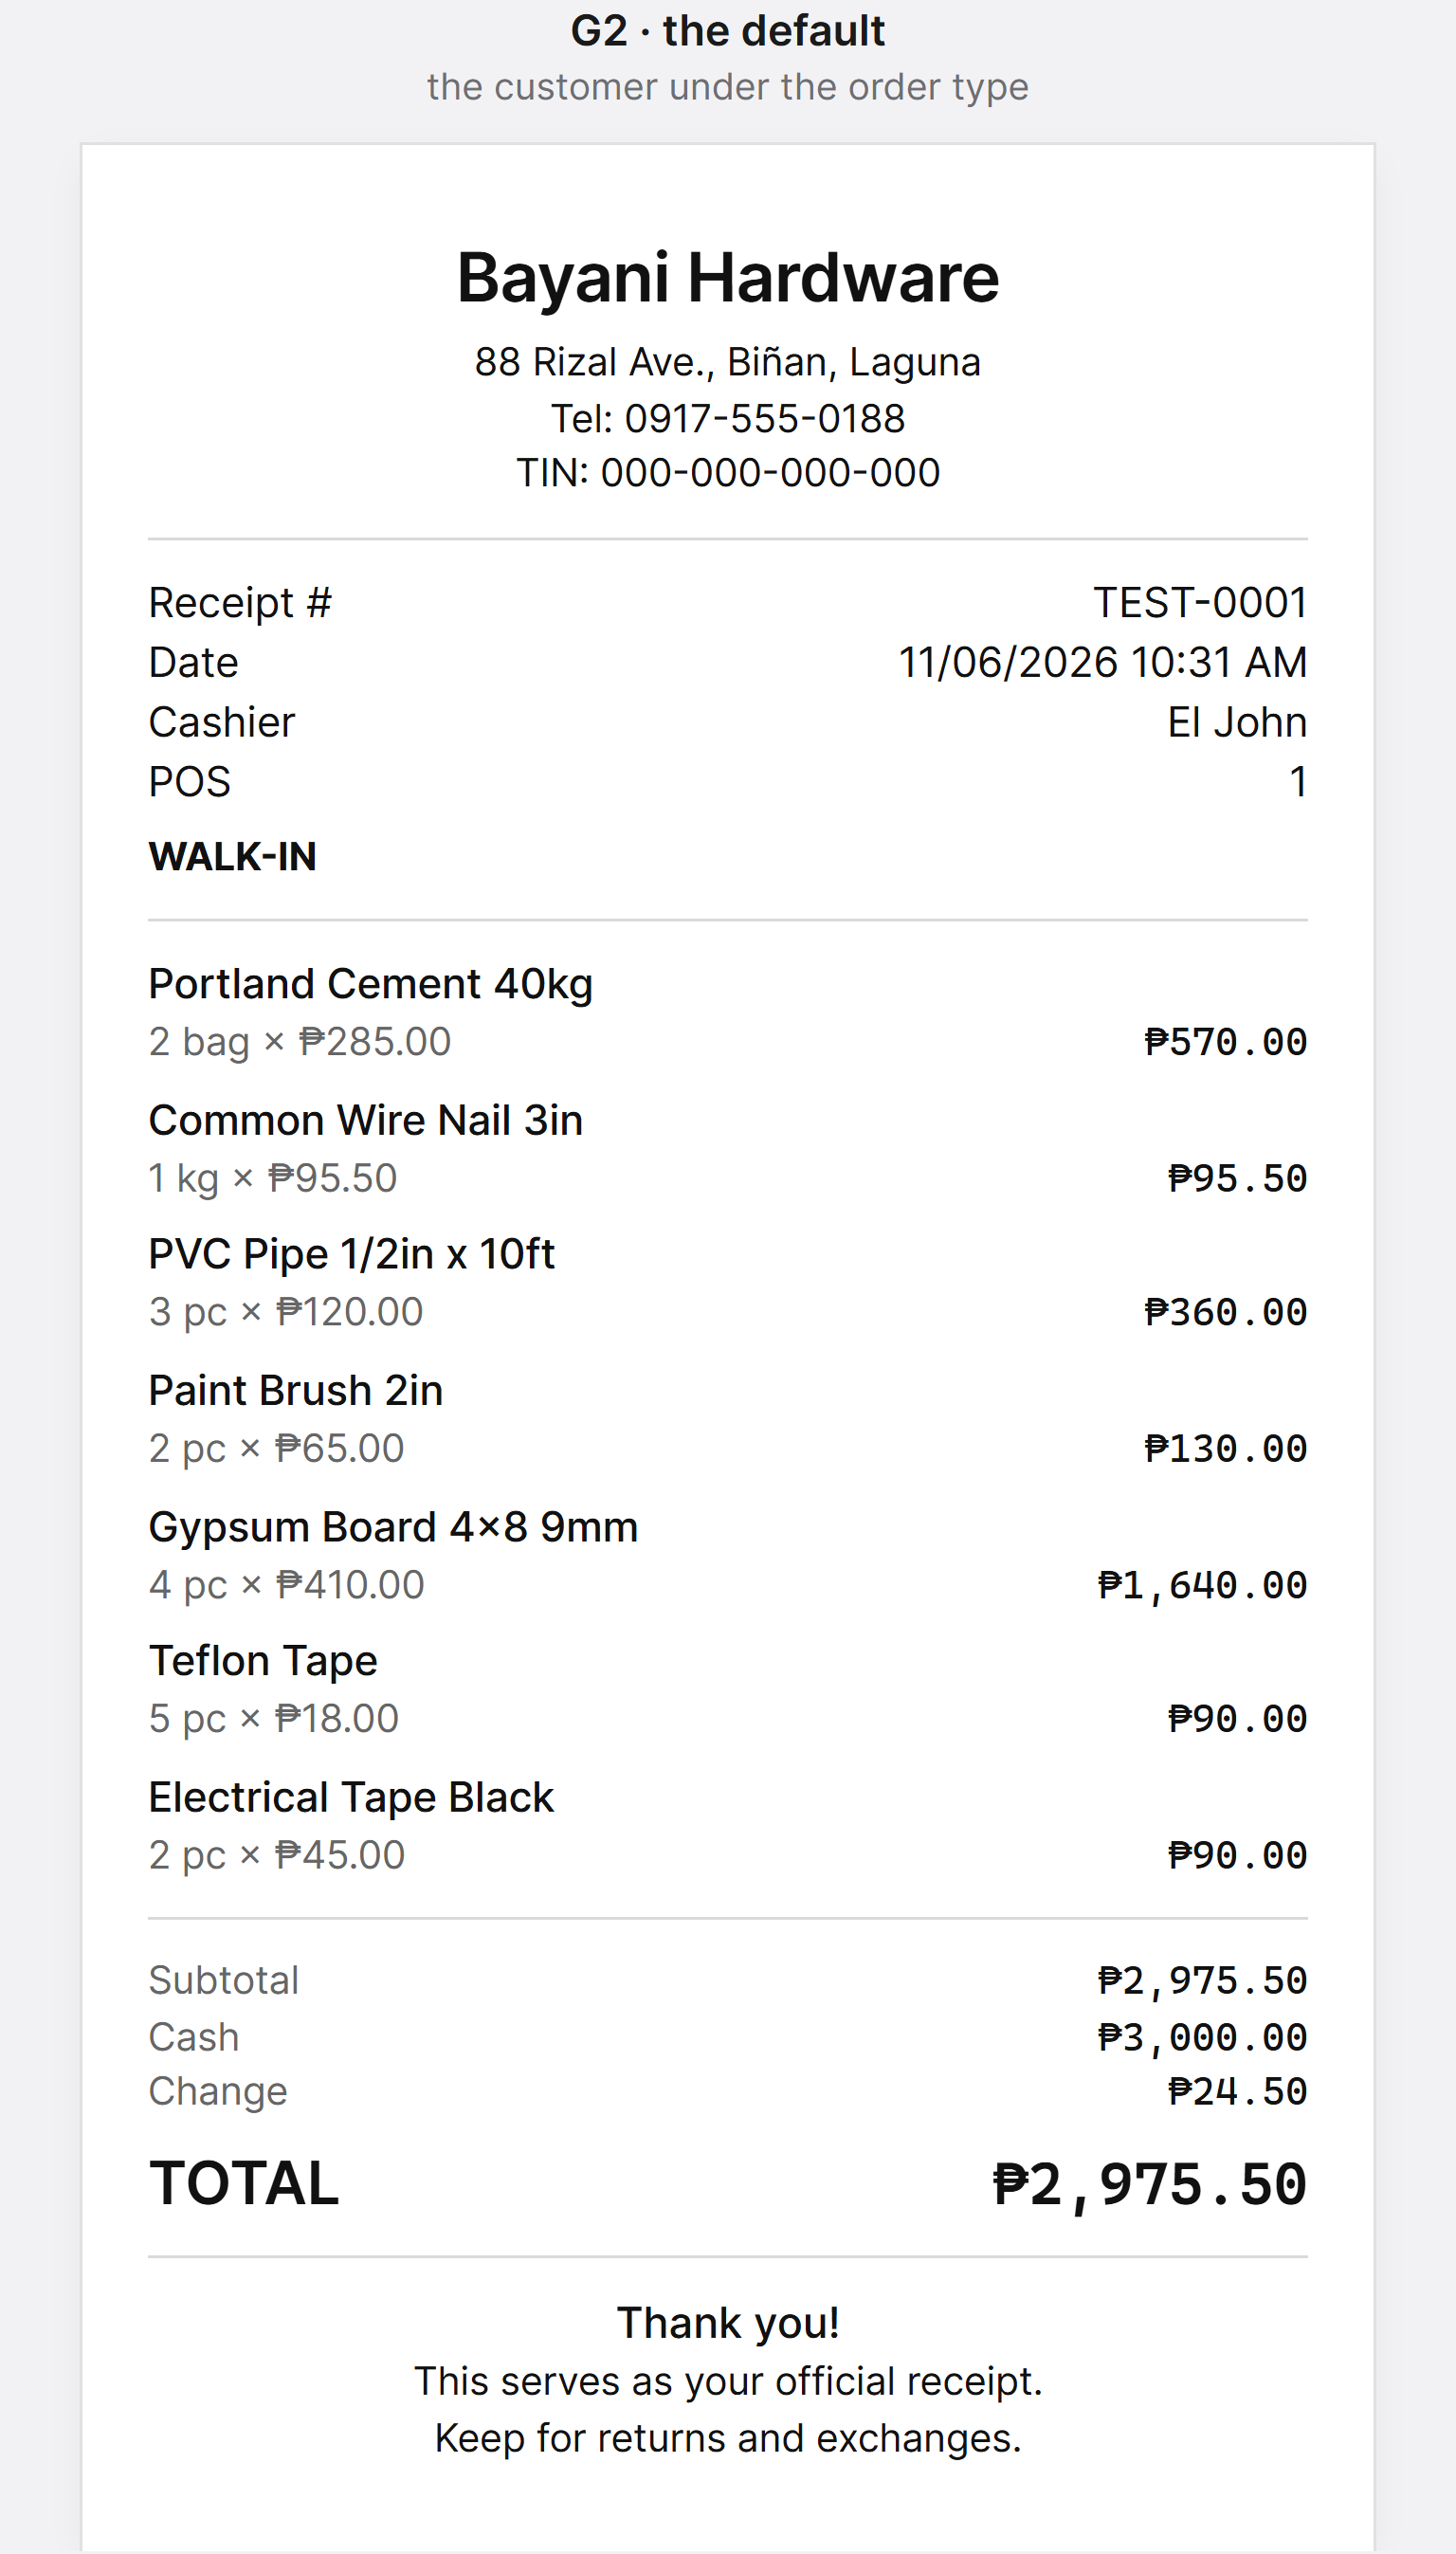 G2 · the default
the customer under the order type
Bayani Hardware
88 Rizal Ave., Biñan, Laguna
Tel: 0917-555-0188
TIN: 000-000-000-000
Receipt # TEST-0001
Date 11/06/2026 10:31 AM
Cashier El John
POS 1
WALK-IN
Portland Cement 40kg
2 bag × ₱285.00 ₱570.00
Common Wire Nail 3in
1 kg × ₱95.50 ₱95.50
PVC Pipe 1/2in x 10ft
3 pc × ₱120.00 ₱360.00
Paint Brush 2in
2 pc × ₱65.00 ₱130.00
Gypsum Board 4×8 9mm
4 pc × ₱410.00 ₱1,640.00
Teflon Tape
5 pc × ₱18.00 ₱90.00
Electrical Tape Black
2 pc × ₱45.00 ₱90.00
Subtotal ₱2,975.50
Cash ₱3,000.00
Change ₱24.50
TOTAL ₱2,975.50
Thank you!
This serves as your official receipt.
Keep for returns and exchanges.